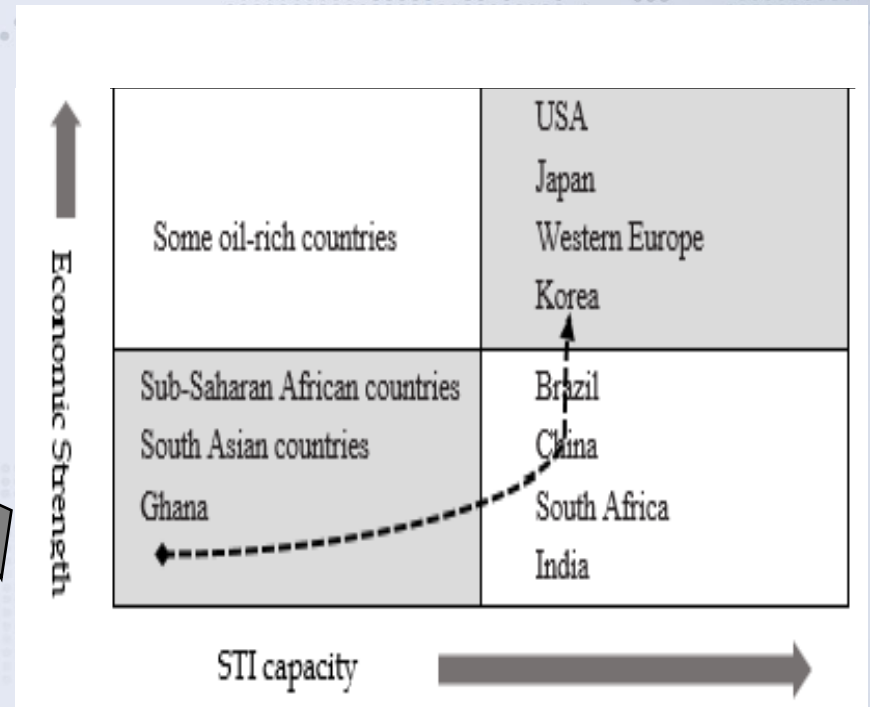 USA
Japan
Some oil-rich countries
Western Europe
Korea
Economic Strength
Sub-Saharan African countries
Brazil
South Asian countries
China
Ghana
South Africa
India
STI capacity